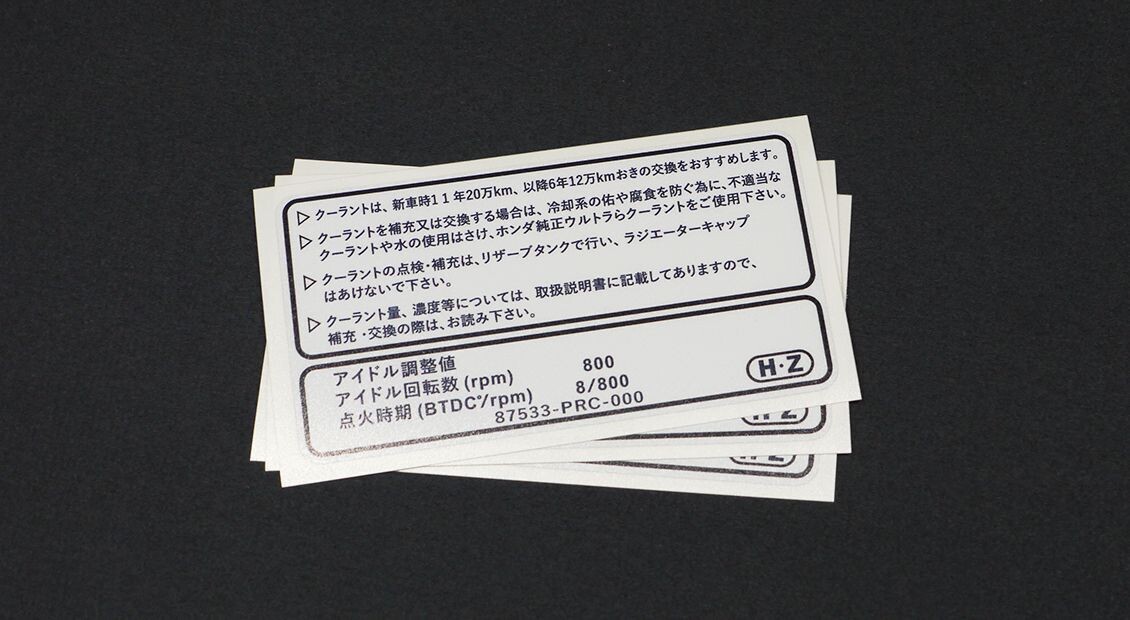 ▷ クーラントは、新車時11年20万km、以降6年12万kmおきの交換をおすすめします。
▷ クーラントを補充又は交換する場合は、冷却系の佑や腐食を防ぐ為に、不適当な
クーラントや水の使用はさけ、ホンダ純正ウルトラらクーラントをご使用下さい。
▷ クーラントの点検・補充は、リザーブタンクで行い、ラジエーターキャップ
はあけないで下さい。
▷ クーラント量、濃度等については、取扱説明書に記載してありますので、
補充・交換の際は、お読み下さい。
アイドル調整値
アイドル回転数(rpm) 800
点火時期(BTDC°/rpm) 8/800
87533-PRC-000
H・Z
H・Z
H・Z